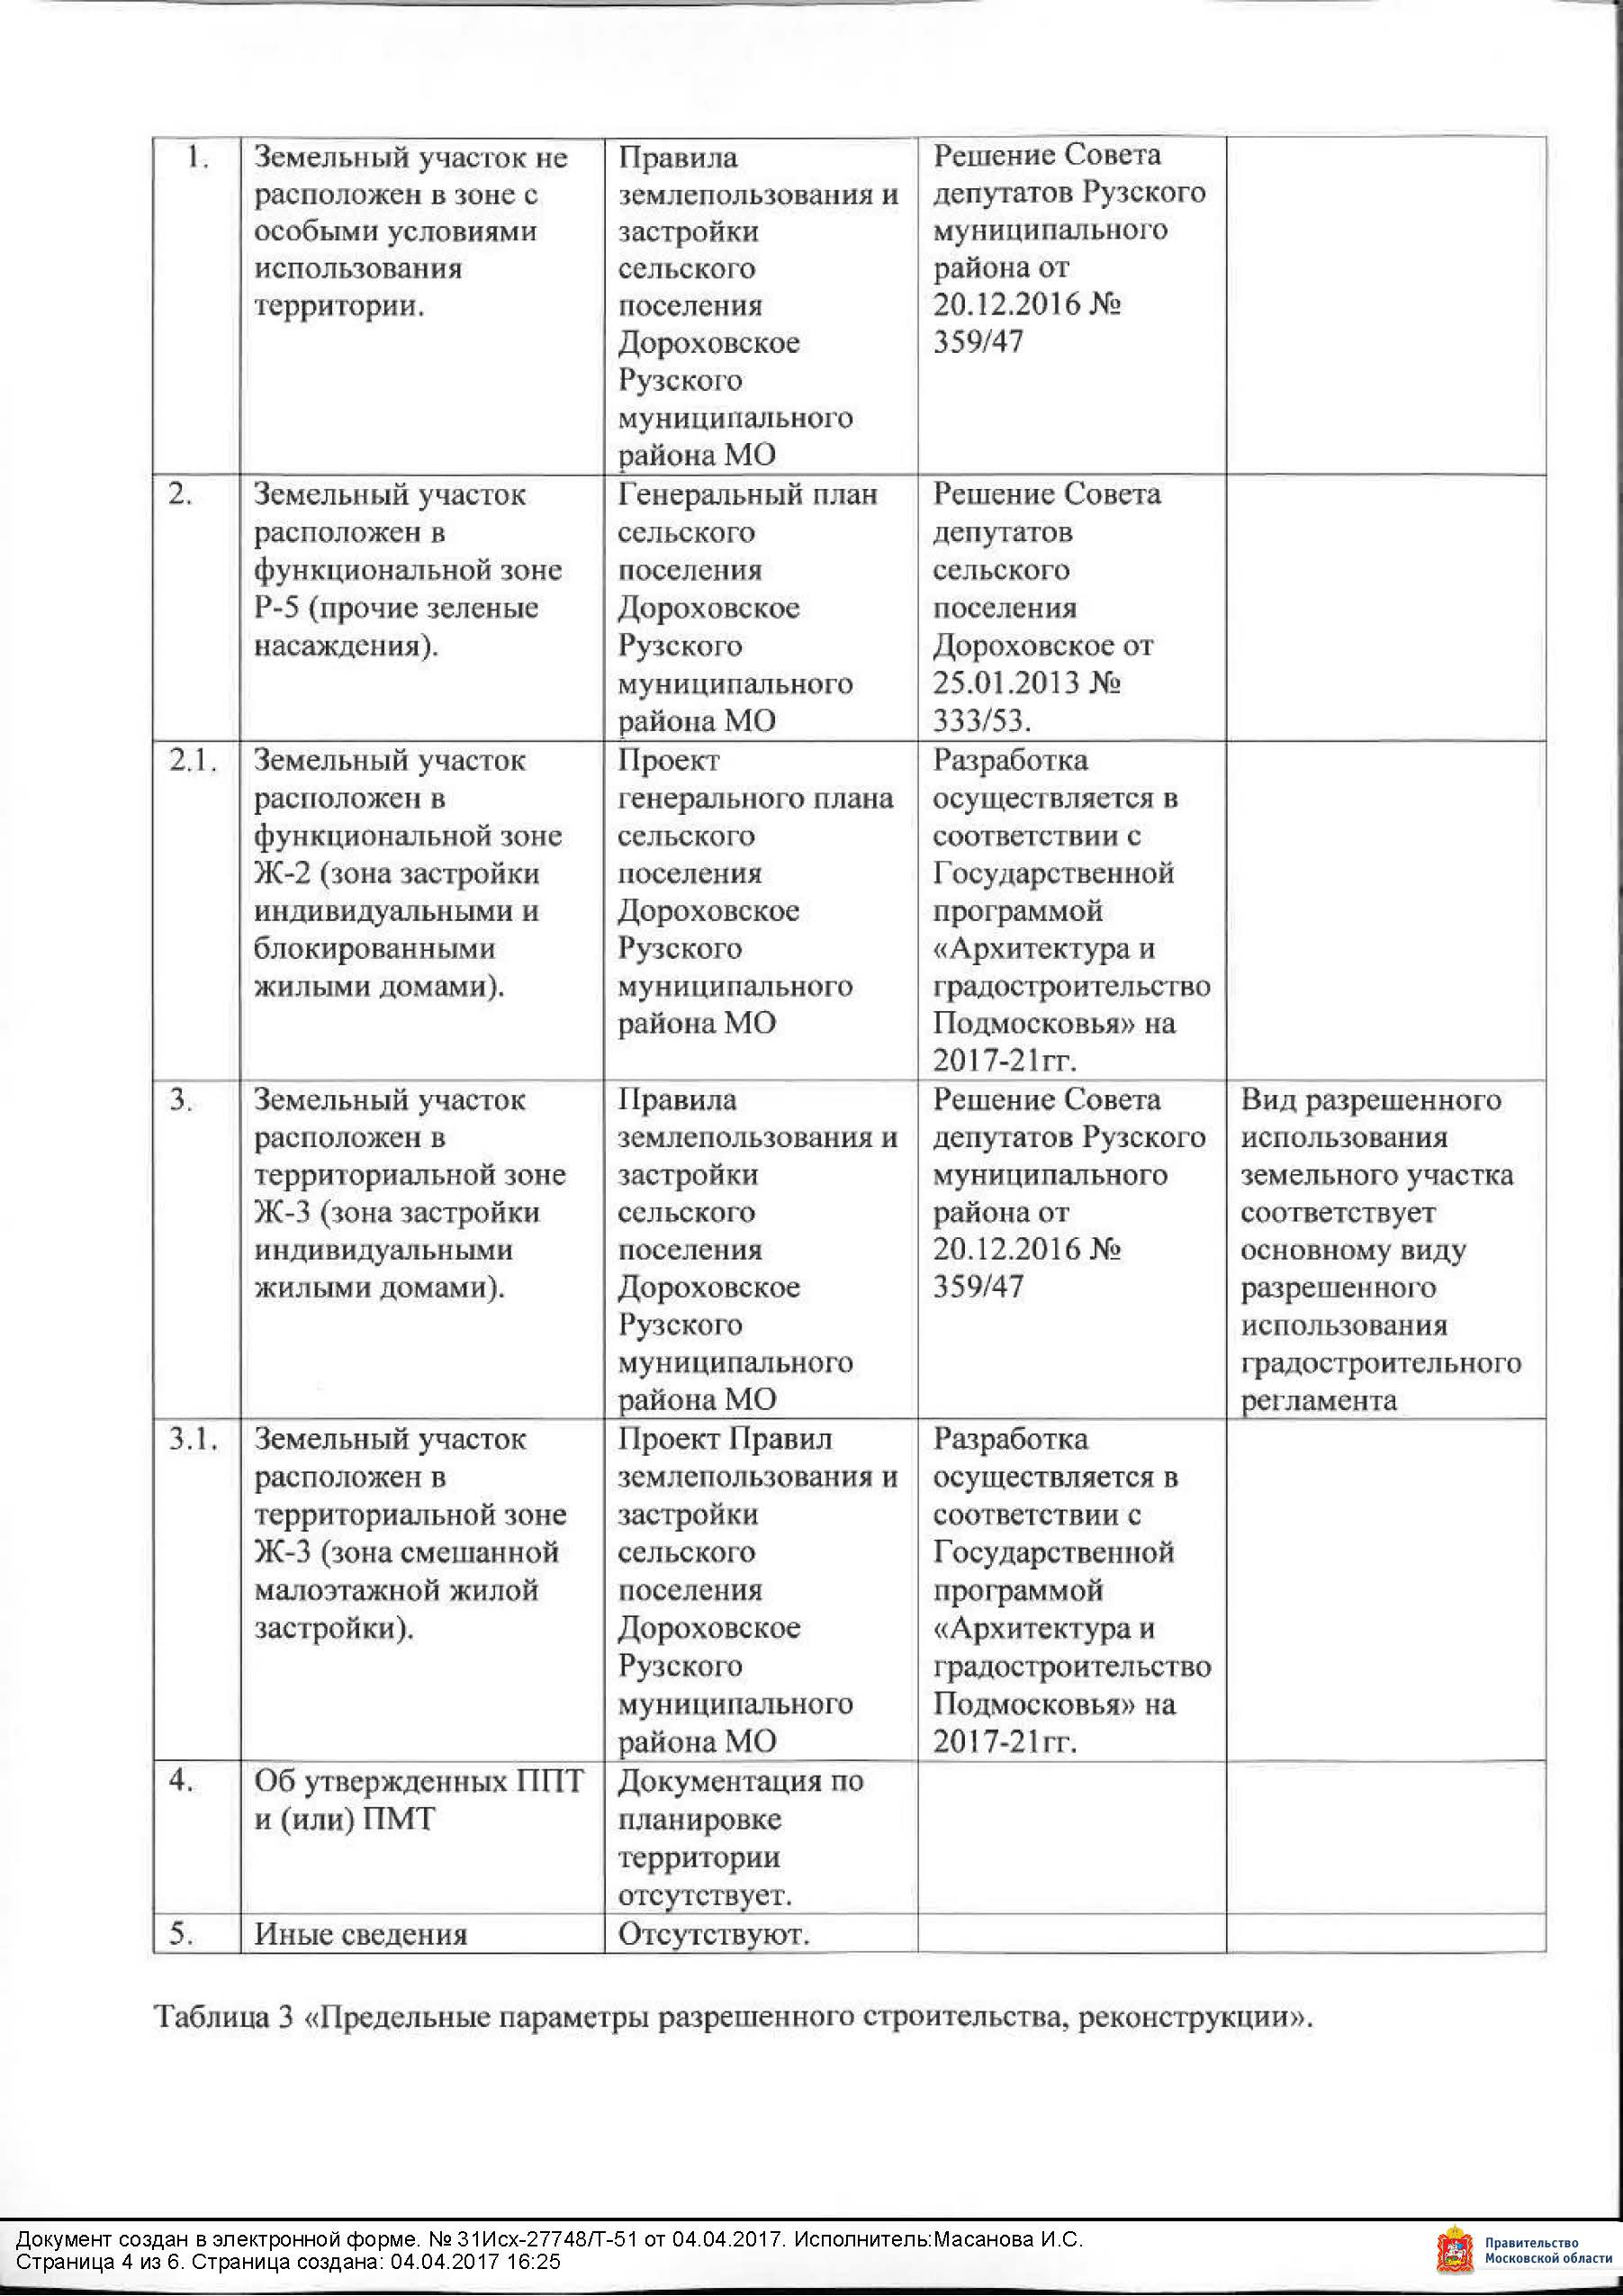 1.
Земельный участок не
расположен в зоне с
особыми условиями
использования
территории.
Правила
землепользования и
застройки
сельского
поселения
Дороховское
Рузского
муниципального
района МО
Решение Совета
депутатов Рузского
муниципального
района от
20.12.2016 №
359/47
2.
Земельный участок
расположен в
функциональной зоне
Р-5 (прочие зеленые
насаждения).
Генеральный план
сельского
поселения
Дороховское
Рузского
муниципального
района МО
Решение Совета
депутатов
сельского
поселения
Дороховское от
25.01.2013 №
333/53.
2.1.
Земельный участок
расположен в
функциональной зоне
Ж-2 (зона застройки
индивидуальными и
блокированными
жилыми домами).
Проект
генерального плана
сельского
поселения
Дороховское
Рузского
муниципального
района МО
Разработка
осуществляется в
соответствии с
Государственной
программой
«Архитектура и
градостроительство
Подмосковья» на
2017-21гг.
3.
Земельный участок
расположен в
территориальной зоне
Ж-3 (зона застройки
индивидуальными
жилыми домами).
Правила
землепользования и
застройки
сельского
поселения
Дороховское
Рузского
муниципального
района МО
Решение Совета
депутатов Рузского
муниципального
района от
20.12.2016 №
359/47
Вид разрешенного
использования
земельного участка
соответствует
основному виду
разрешенного
использования
градостроительного
регламента
3.1.
Земельный участок
расположен в
территориальной зоне
Ж-3 (зона смешанной
малоэтажной жилой
застройки).
Проект Правил
землепользования и
застройки
сельского
поселения
Дороховское
Рузского
муниципального
района МО
Разработка
осуществляется в
соответствии с
Государственной
программой
«Архитектура и
градостроительство
Подмосковья» на
2017-21гг.
4.
Об утвержденных ППТ
и (или) ПМТ
Документация по
планировке
территории
отсутствует.
5.
Иные сведения
Отсутствуют.
Таблица 3 «Предельные параметры разрешенного строительства, реконструкции».
Документ создан в электронной форме. № 31Исх-27748/Т-51 от 04.04.2017. Исполнитель:Масанова И.С.
Страница 4 из 6. Страница создана: 04.04.2017 16:25
Правительство
Московской области